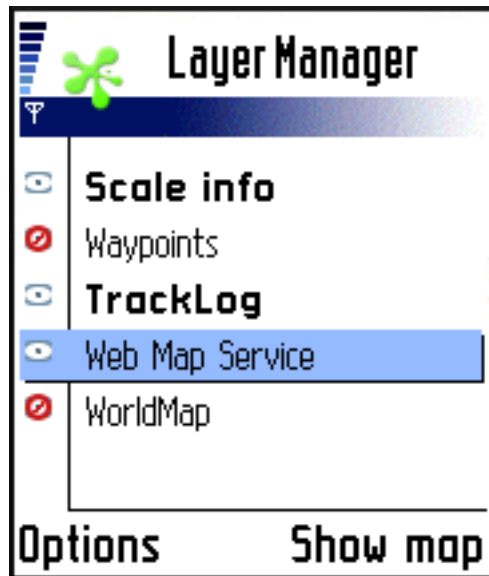 Layer Manager
Scale info
Waypoints
TrackLog
Web Map Service
WorldMap
Options Show map